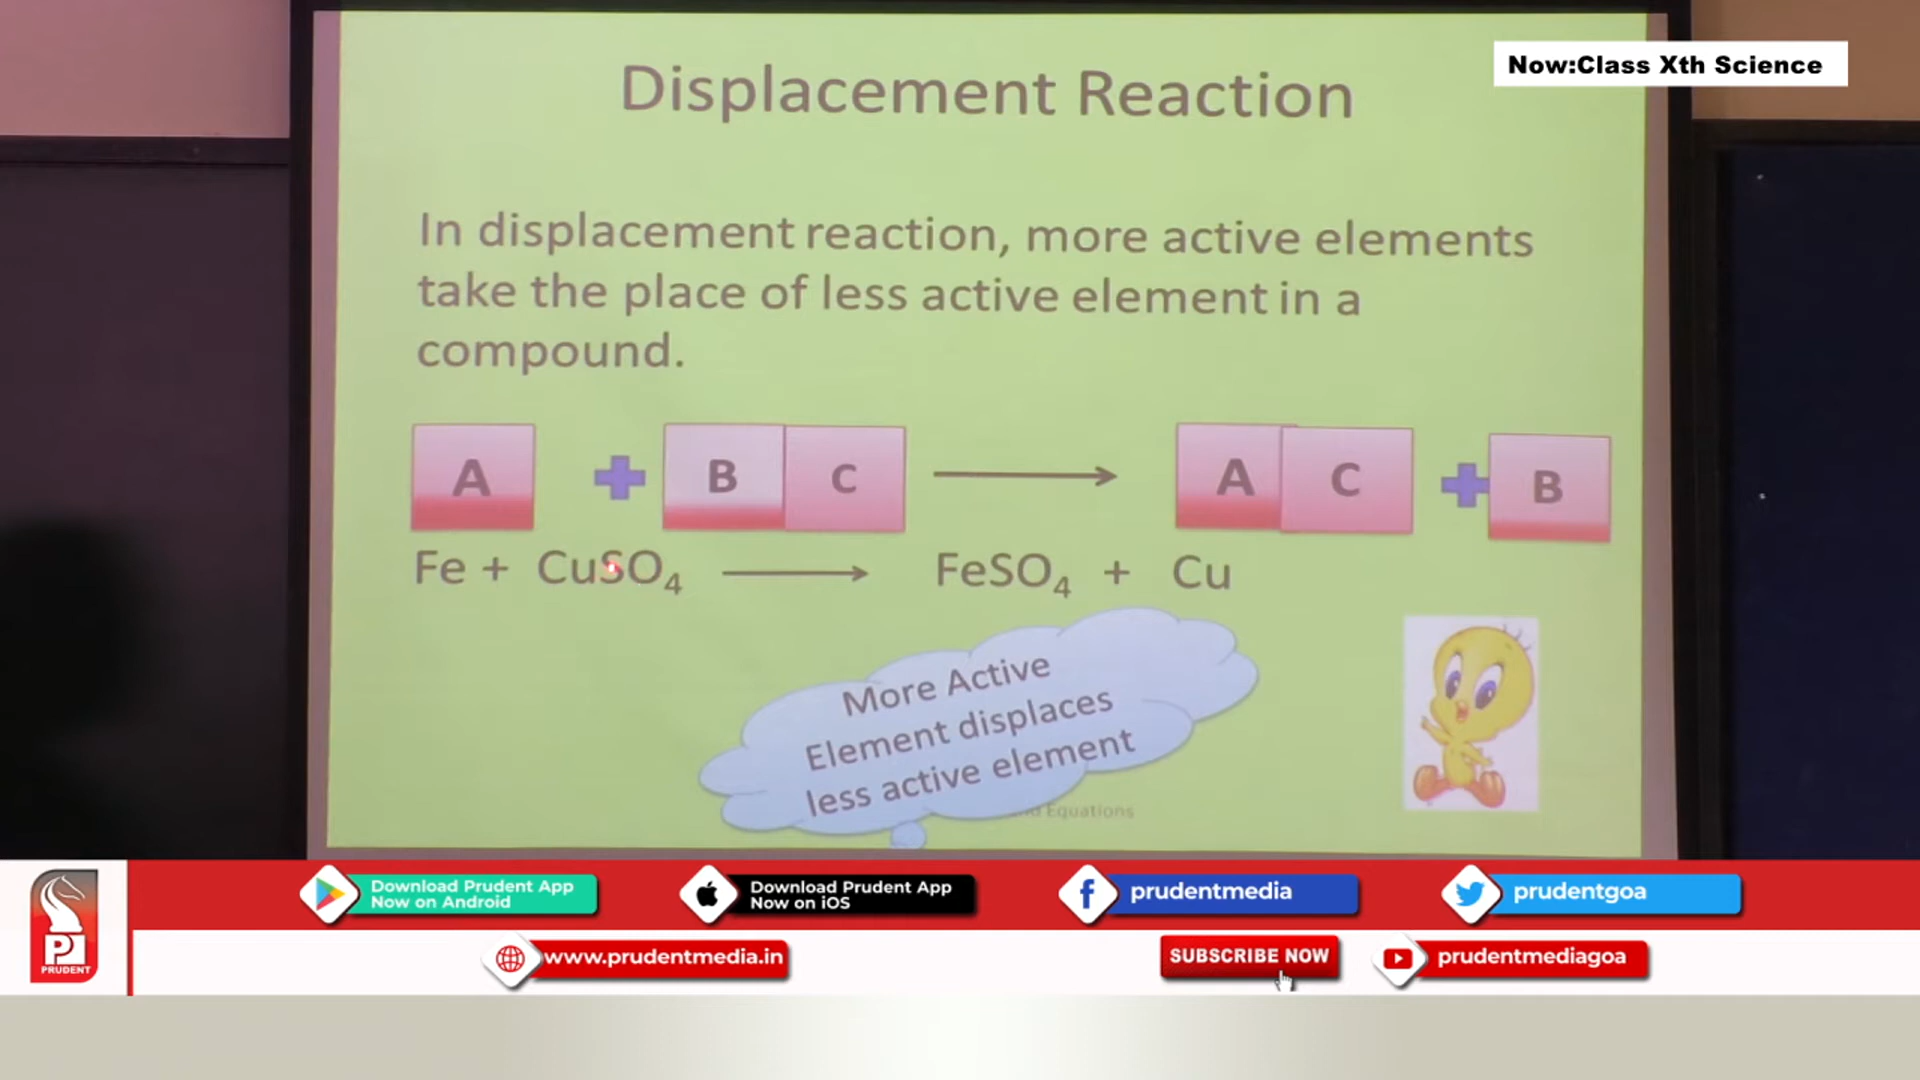 Now:Class Xth Science
Displacement Reaction
In displacement reaction, more active elements
take the place of less active element in a
compound.
A + B C → A C + B
Fe + CuSO₄ → FeSO₄ + Cu
More Active
Element displaces
less active element
Equations
Download Prudent App
Now on Android
Download Prudent App
Now on iOS
prudentmedia
prudentgoa
PRUDENT
www.prudentmedia.in
SUBSCRIBE NOW
prudentmediagoa